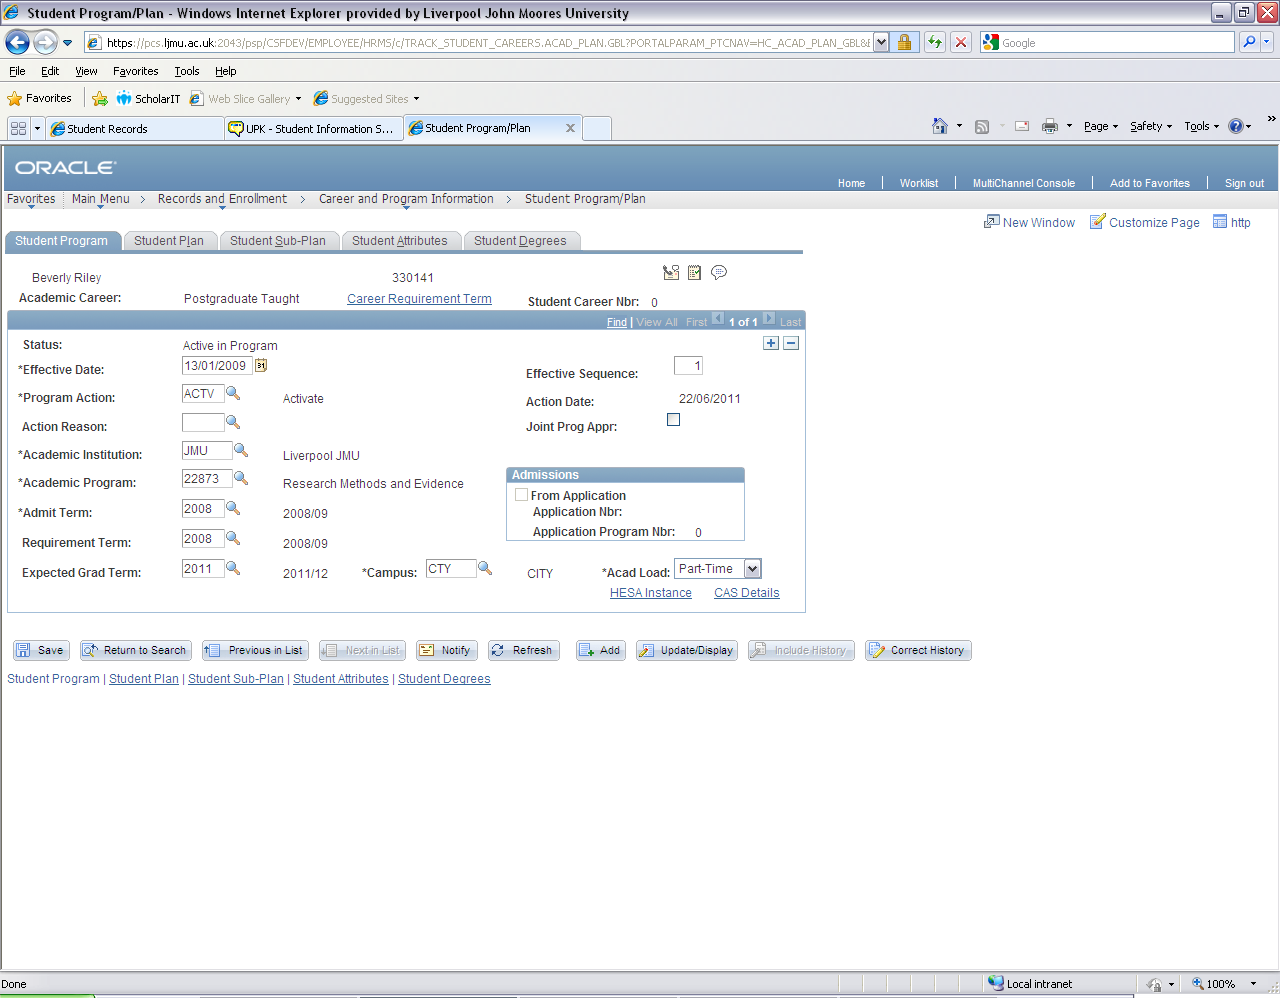 Student Program/Plan - Windows Internet Explorer provided by Liverpool John Moores University
https://pcs.ljmu.ac.uk:2043/psp/CSFDEV/EMPLOYEE/HRMS/c/TRACK_STUDENT_CAREERS.ACAD_PLAN.GBL?PORTALPARAM_PTCNAV=HC_ACAD_PLAN_GBL&E Google
File Edit View Favorites Tools Help
Favorites ScholarIT Web Slice Gallery Suggested Sites
Student Records UPK - Student Information S... Student Program/Plan Page Safety Tools »
ORACLE
Home Worklist MultiChannel Console Add to Favorites Sign out
Favorites Main Menu > Records and Enrollment > Career and Program Information > Student Program/Plan
New Window Customize Page http
Student Program Student Plan Student Sub-Plan Student Attributes Student Degrees
Beverly Riley 330141
Academic Career: Postgraduate Taught Career Requirement Term Student Career Nbr: 0
Find | View All First 1 of 1 Last
Status: Active in Program
*Effective Date: 13/01/2009 31 Effective Sequence: 1
*Program Action: ACTV Activate Action Date: 22/06/2011
Action Reason: Joint Prog Appr:
*Academic Institution: JMU Liverpool JMU
*Academic Program: 22873 Research Methods and Evidence
Admissions
From Application
Application Nbr:
Application Program Nbr: 0
*Admit Term: 2008 2008/09
Requirement Term: 2008 2008/09
Expected Grad Term: 2011 2011/12 *Campus: CTY CITY *Acad Load: Part-Time
HESA Instance CAS Details
Save Return to Search Previous in List Next in List Notify Refresh Add Update/Display Include History Correct History
Student Program | Student Plan | Student Sub-Plan | Student Attributes | Student Degrees
Done Local intranet 100%